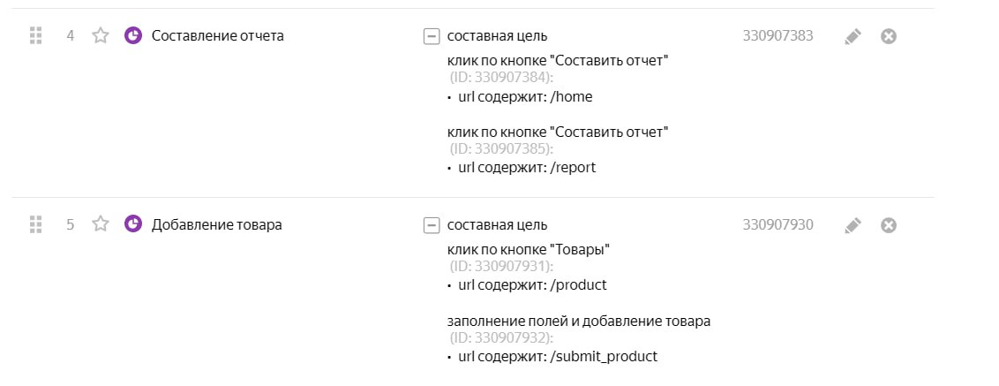 4 Составление отчета составная цель 330907383
клик по кнопке "Составить отчет"
(ID: 330907384):
• url содержит: /home
клик по кнопке "Составить отчет"
(ID: 330907385):
• url содержит: /report
5 Добавление товара составная цель 330907930
клик по кнопке "Товары"
(ID: 330907931):
• url содержит: /product
заполнение полей и добавление товара
(ID: 330907932):
• url содержит: /submit_product